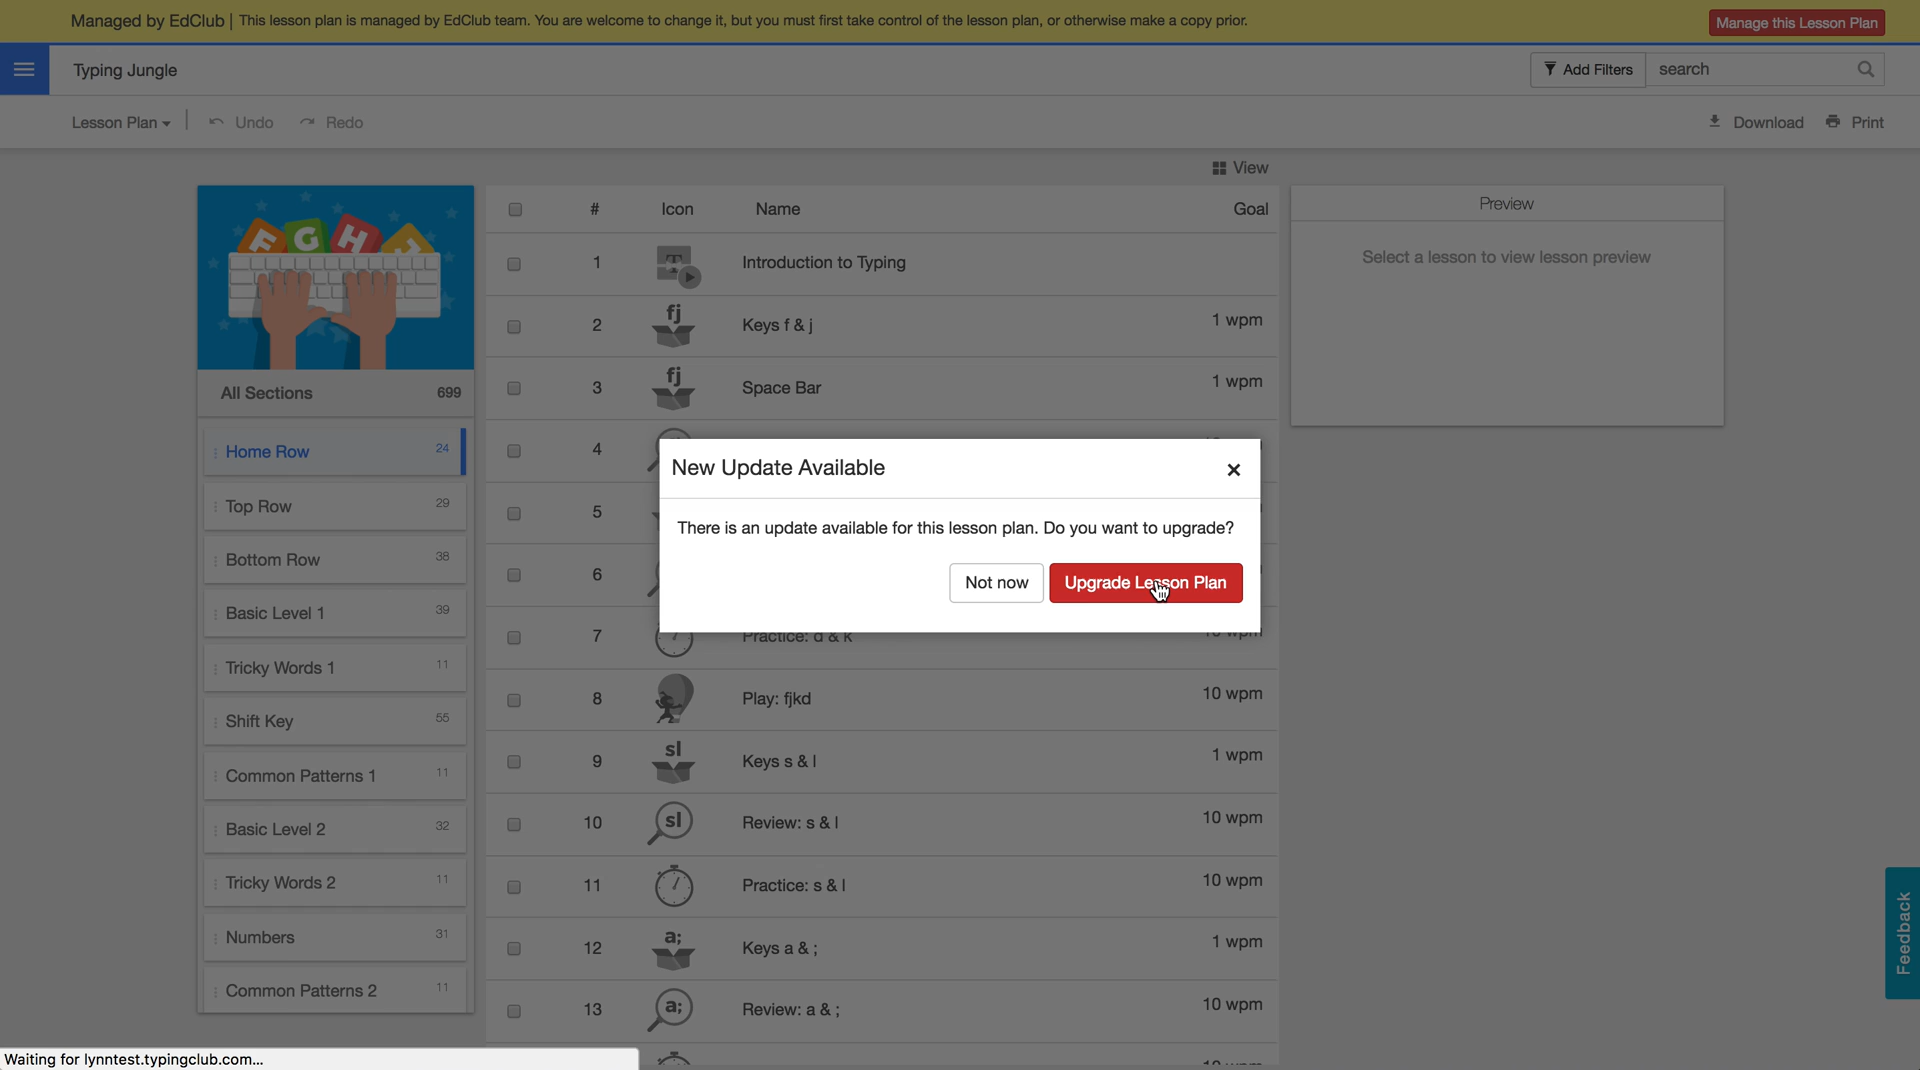 Managed by EdClub | This lesson plan is managed by EdClub team. You are welcome to change it, but you must first take control of the lesson plan, or otherwise make a copy prior.
Manage this Lesson Plan
Typing Jungle
Add Filters
search
Lesson Plan
Undo
Redo
Download
Print
View
F G H J
All Sections 699
Home Row 24
Top Row 29
Bottom Row 38
Basic Level 1 39
Tricky Words 1 11
Shift Key 55
Common Patterns 1 11
Basic Level 2 32
Tricky Words 2 11
Numbers 31
Common Patterns 2 11
# Icon Name Goal
1 T Introduction to Typing
2 fj Keys f & j 1 wpm
3 fj Space Bar 1 wpm
4
5
6
7 Practice: d & k 10 wpm
8 Play: fjkd 10 wpm
9 sl Keys s & l 1 wpm
10 sl Review: s & l 10 wpm
11 Practice: s & l 10 wpm
12 a; Keys a & ; 1 wpm
13 a; Review: a & ; 10 wpm
Preview
Select a lesson to view lesson preview
New Update Available
×
There is an update available for this lesson plan. Do you want to upgrade?
Not now
Upgrade Lesson Plan
Feedback
Waiting for lynntest.typingclub.com...